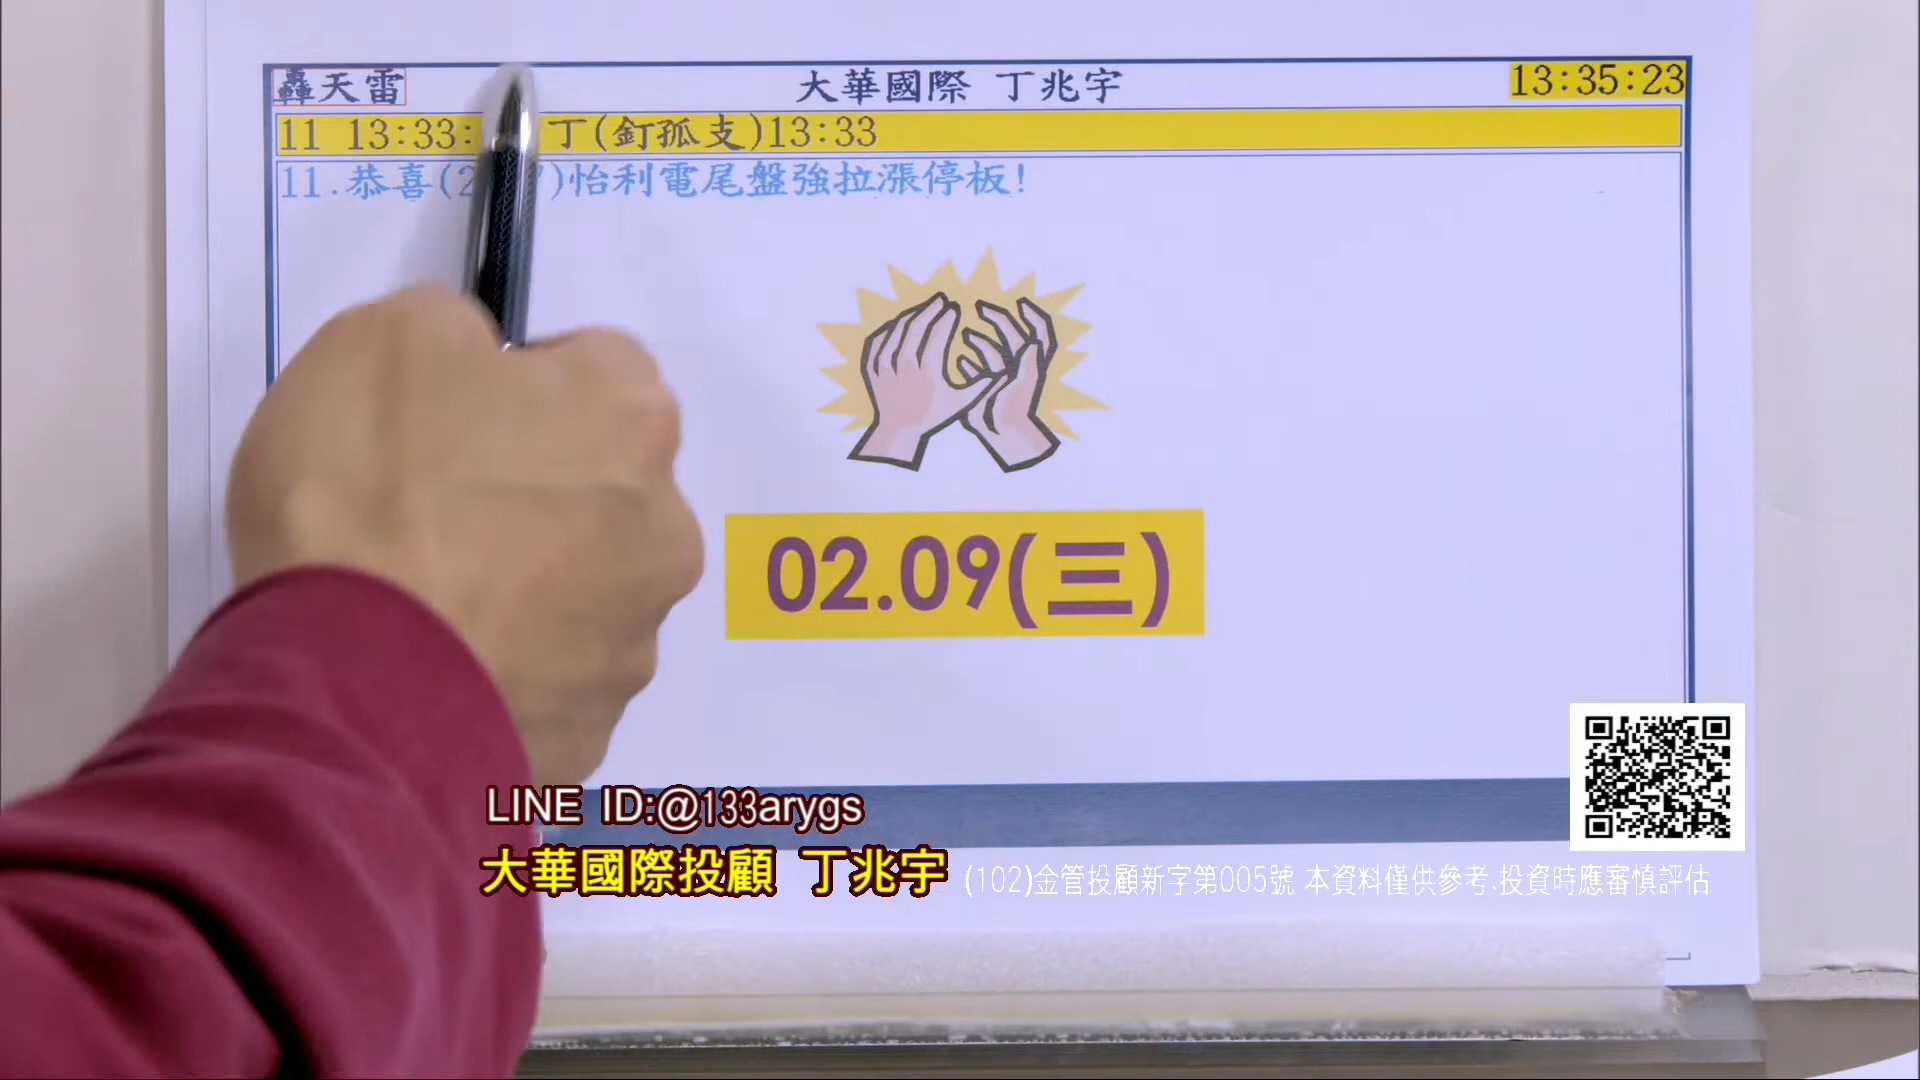 轟天雷 大華國際 丁兆宇 13:35:23
11 13:33: 丁(釘孤支)13:33
11.恭喜(2 7)怡利電尾盤強拉漲停板!
02.09(三)
LINE ID:@133arygs
大華國際投顧 丁兆宇 (102)金管投顧新字第005號 本資料僅供參考.投資時應審慎評估